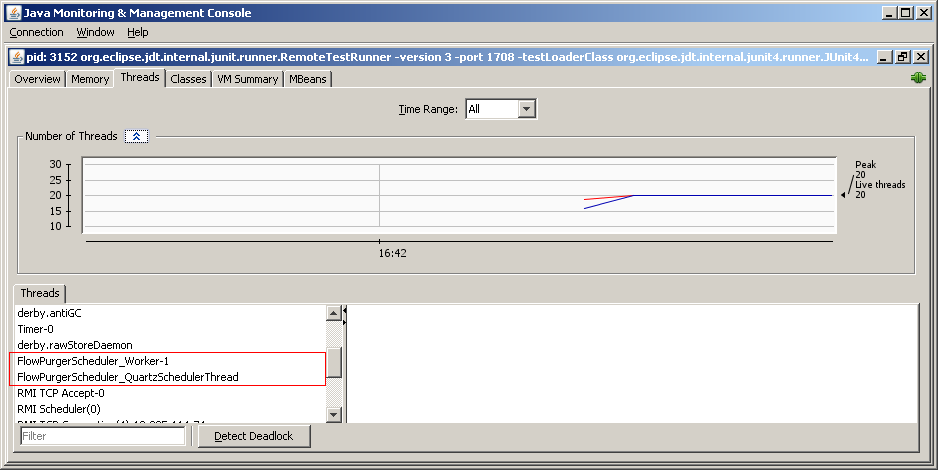 Java Monitoring & Management Console
Connection Window Help
pid: 3152 org.eclipse.jdt.internal.junit.runner.RemoteTestRunner -version 3 -port 1708 -testLoaderClass org.eclipse.jdt.internal.junit4.runner.JUnit4...
Overview Memory Threads Classes VM Summary MBeans
Time Range: All
Number of Threads
30
25
20
15
10
Peak
20
Live threads
20
16:42
Threads
derby.antiGC
Timer-0
derby.rawStoreDaemon
FlowPurgerScheduler_Worker-1
FlowPurgerScheduler_QuartzSchedulerThread
RMI TCP Accept-0
RMI Scheduler(0)
Filter
Detect Deadlock